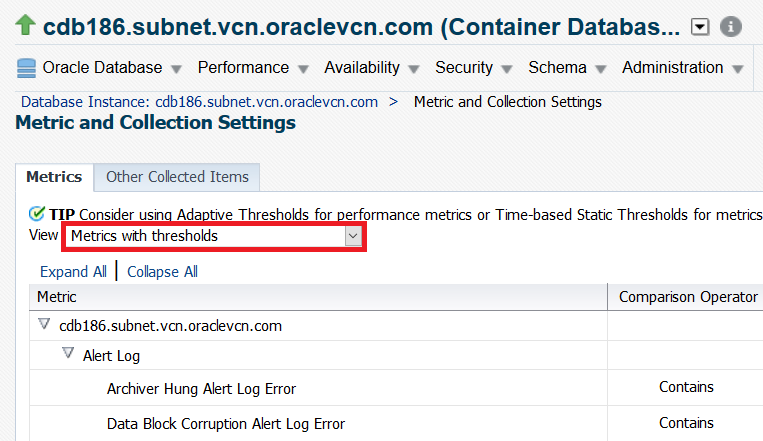 cdb186.subnet.vcn.oraclevcn.com (Container Databas...
Oracle Database Performance Availability Security Schema Administration
Database Instance: cdb186.subnet.vcn.oraclevcn.com > Metric and Collection Settings
Metric and Collection Settings
Metrics Other Collected Items
TIP Consider using Adaptive Thresholds for performance metrics or Time-based Static Thresholds for metrics
View Metrics with thresholds
Expand All | Collapse All
Metric Comparison Operator
cdb186.subnet.vcn.oraclevcn.com
Alert Log
Archiver Hung Alert Log Error Contains
Data Block Corruption Alert Log Error Contains